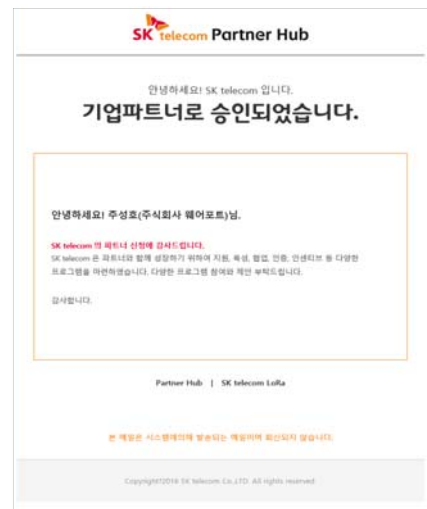 SK telecom Partner Hub
안녕하세요! SK telecom 입니다.
기업파트너로 승인되었습니다.
안녕하세요! 주성호(주식회사 웨어포트)님.
SK telecom 의 파트너 신청에 감사드립니다.
SK telecom 은 파트너와 함께 성장하기 위하여 지원, 육성, 협업, 인증, 인센티브 등 다양한
프로그램을 마련하였습니다. 다양한 프로그램 참여와 제안 부탁드립니다.
감사합니다.
Partner Hub | SK telecom LoRa
본 메일은 시스템에의해 발송되는 메일이며 회신되지 않습니다.
Copyright?2016 SK telecom Co.,LTD. All rights reserved